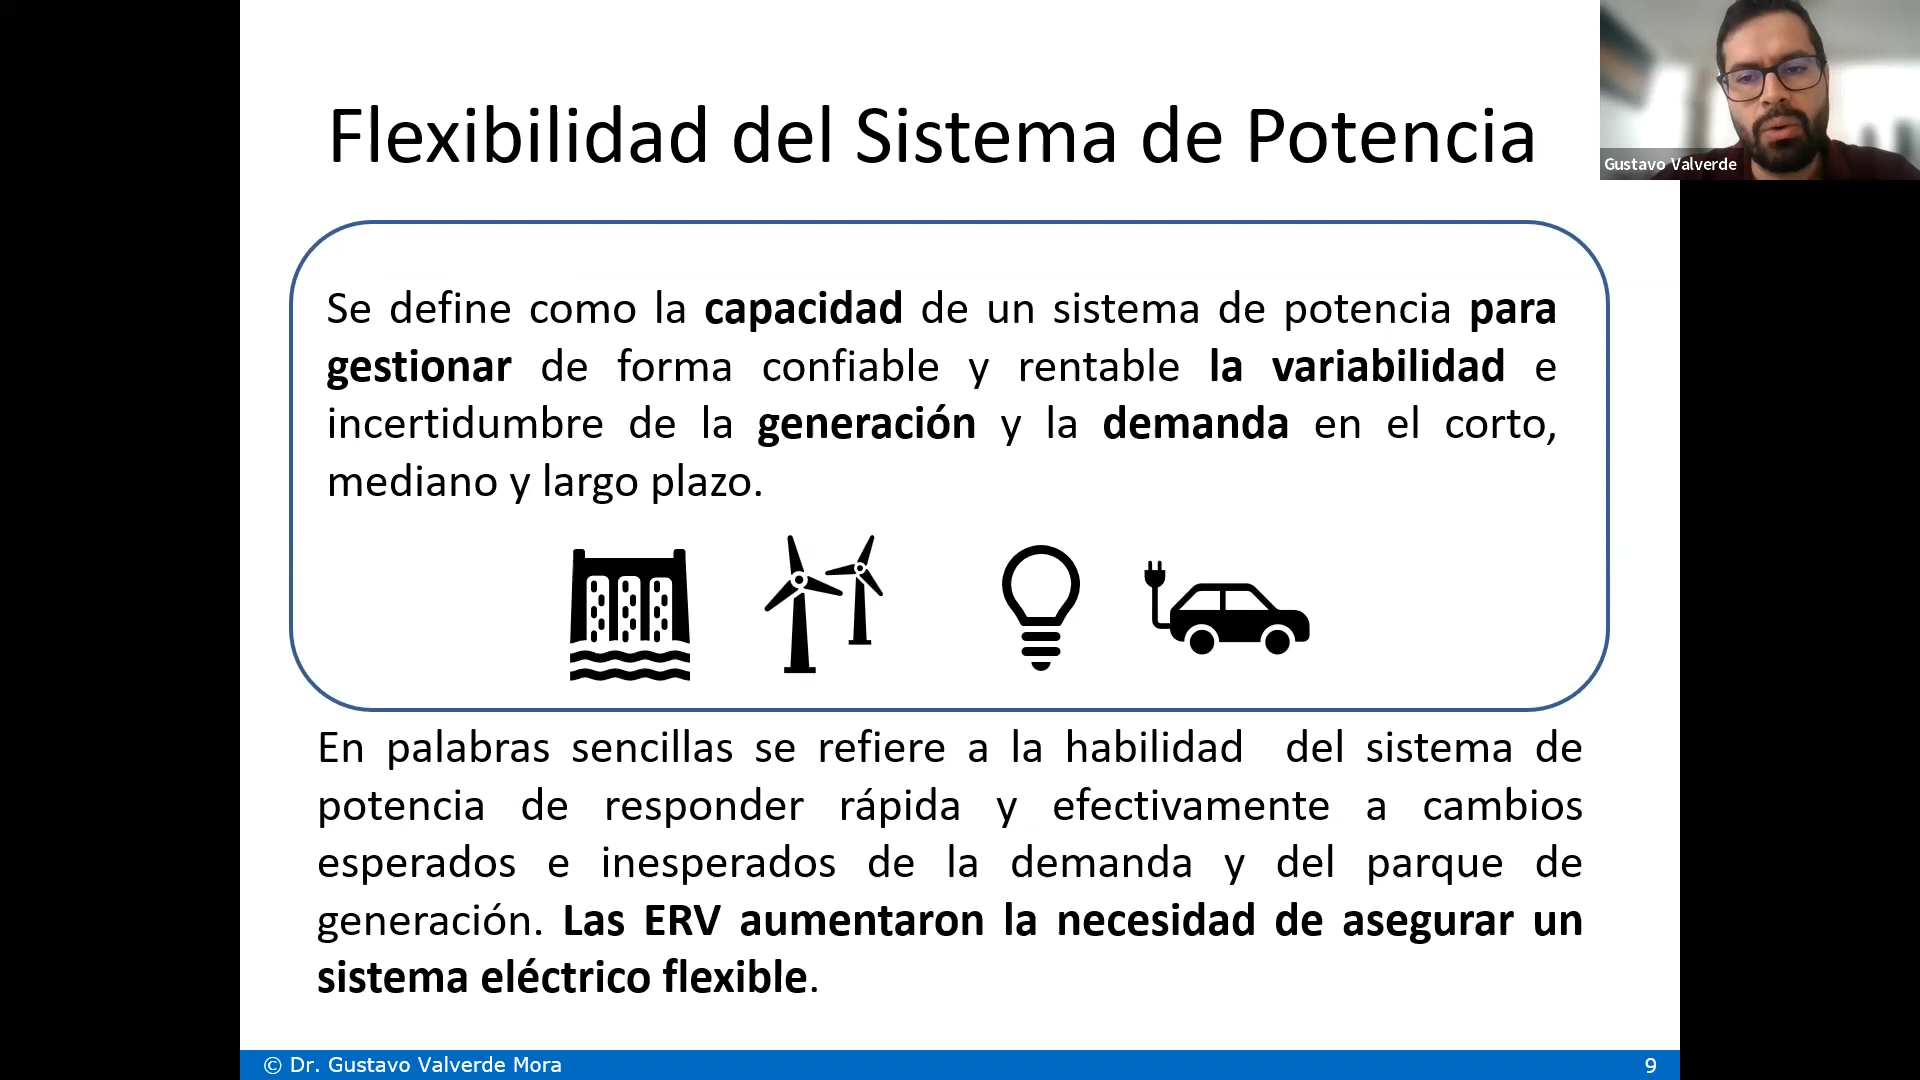 Flexibilidad del Sistema de Potencia
Gustavo Valverde
Se define como la capacidad de un sistema de potencia para
gestionar de forma confiable y rentable la variabilidad e
incertidumbre de la generación y la demanda en el corto,
mediano y largo plazo.
En palabras sencillas se refiere a la habilidad del sistema de
potencia de responder rápida y efectivamente a cambios
esperados e inesperados de la demanda y del parque de
generación. Las ERV aumentaron la necesidad de asegurar un
sistema eléctrico flexible.
© Dr. Gustavo Valverde Mora
9